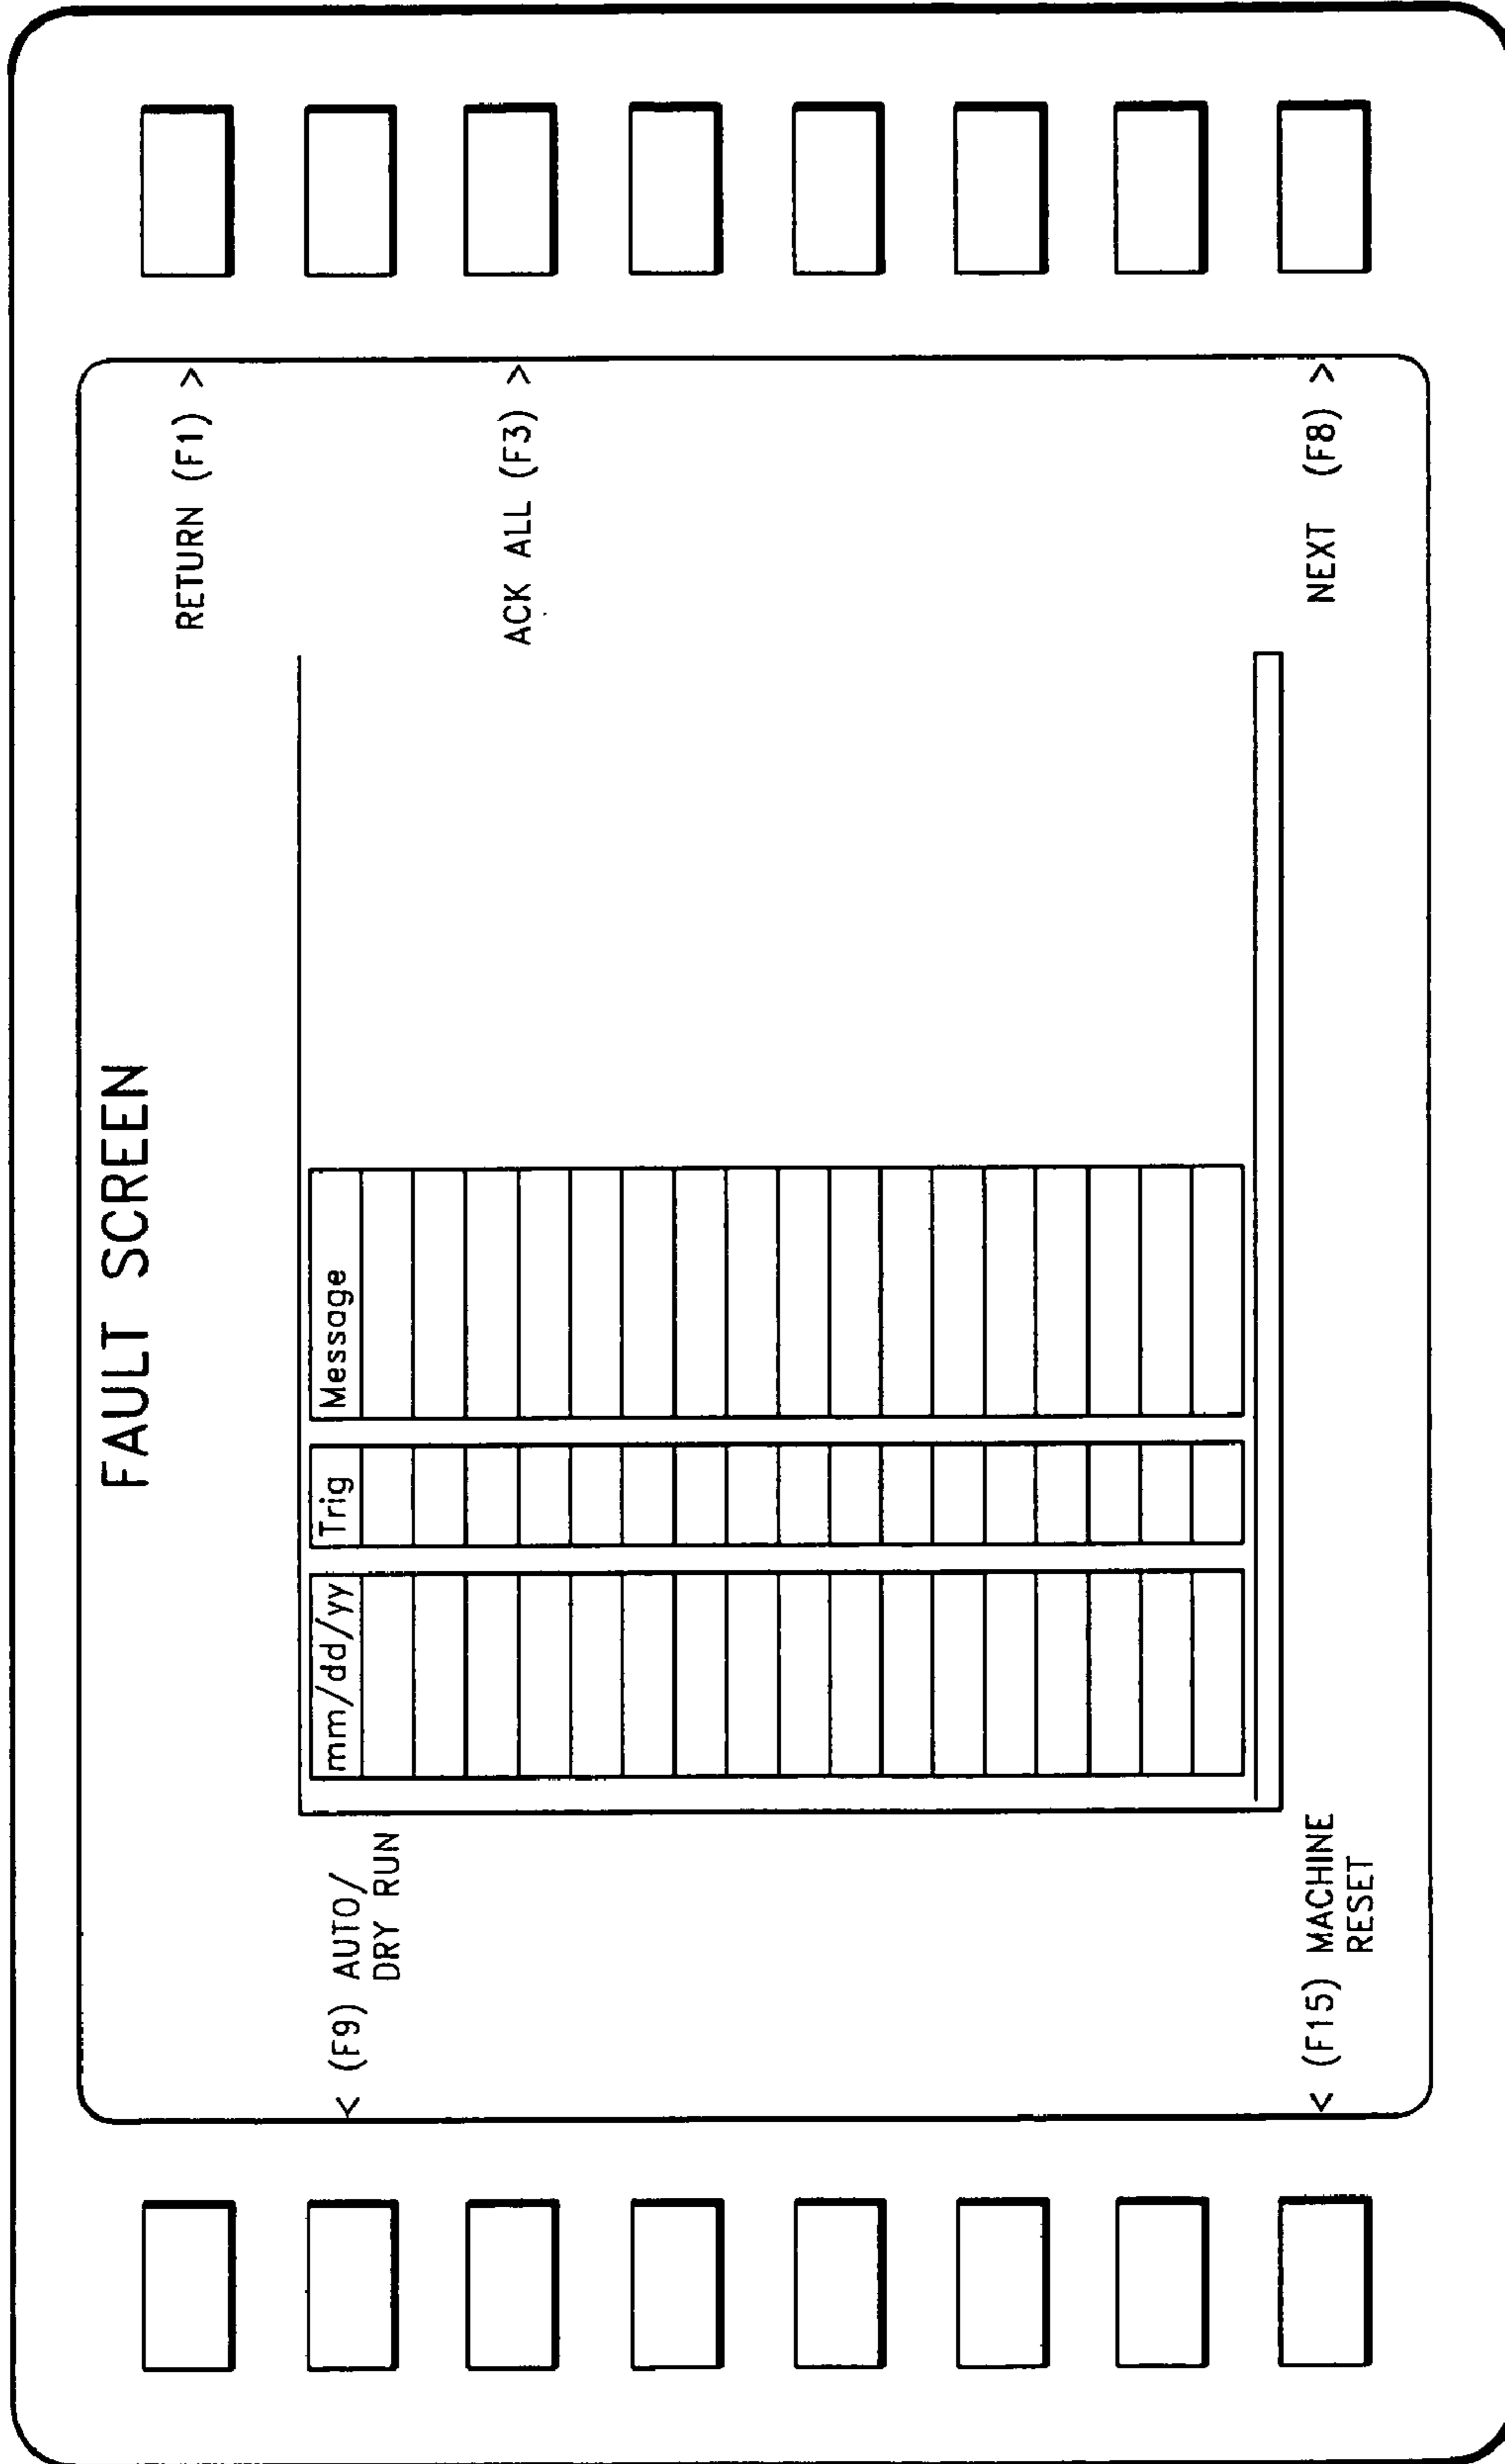 FAULT SCREEN
RETURN (F1) >
< (F9) AUTO/
DRY RUN
mm/dd/yy Trig Message
ACK ALL (F3) >
< (F15) MACHINE
RESET
NEXT (F8) >